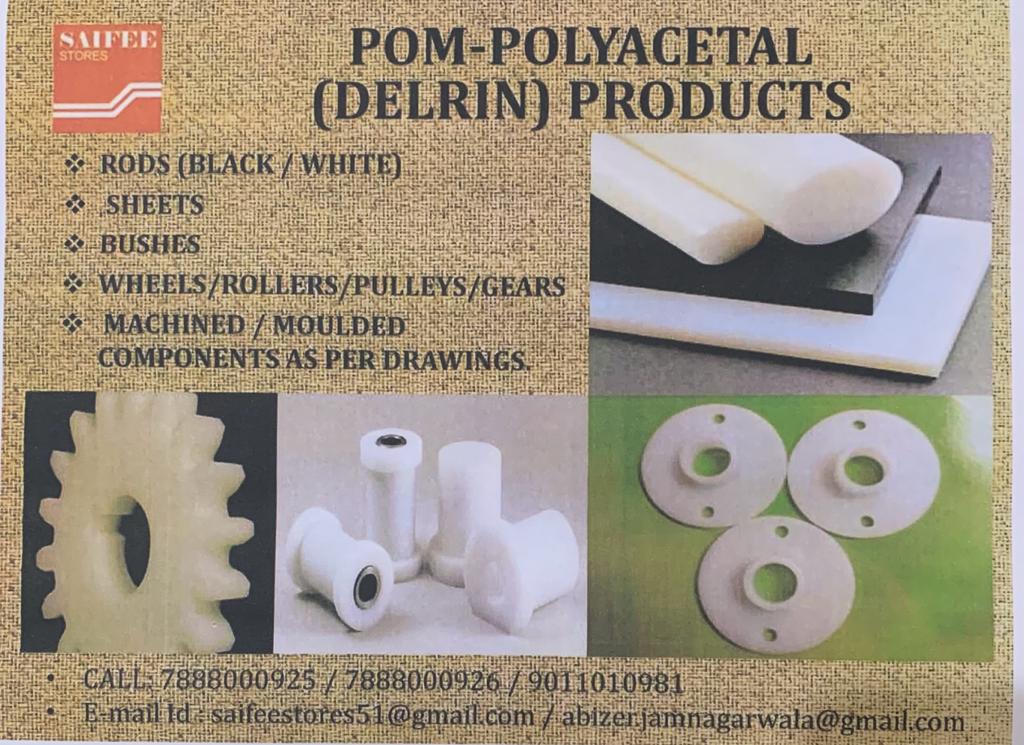 SAIFEE
STORES
POM-POLYACETAL
(DELRIN) PRODUCTS
❖ RODS (BLACK / WHITE)
❖ .SHEETS
❖ BUSHES
❖ WHEELS/ROLLERS/PULLEYS/GEARS
❖ MACHINED / MOULDED
COMPONENTS AS PER DRAWINGS.
• CALL: 7888000925 / 7888000926 / 9011010981
• E-mail Id : saifeestores51@gmail.com / abizer.jamnagarwala@gmail.com